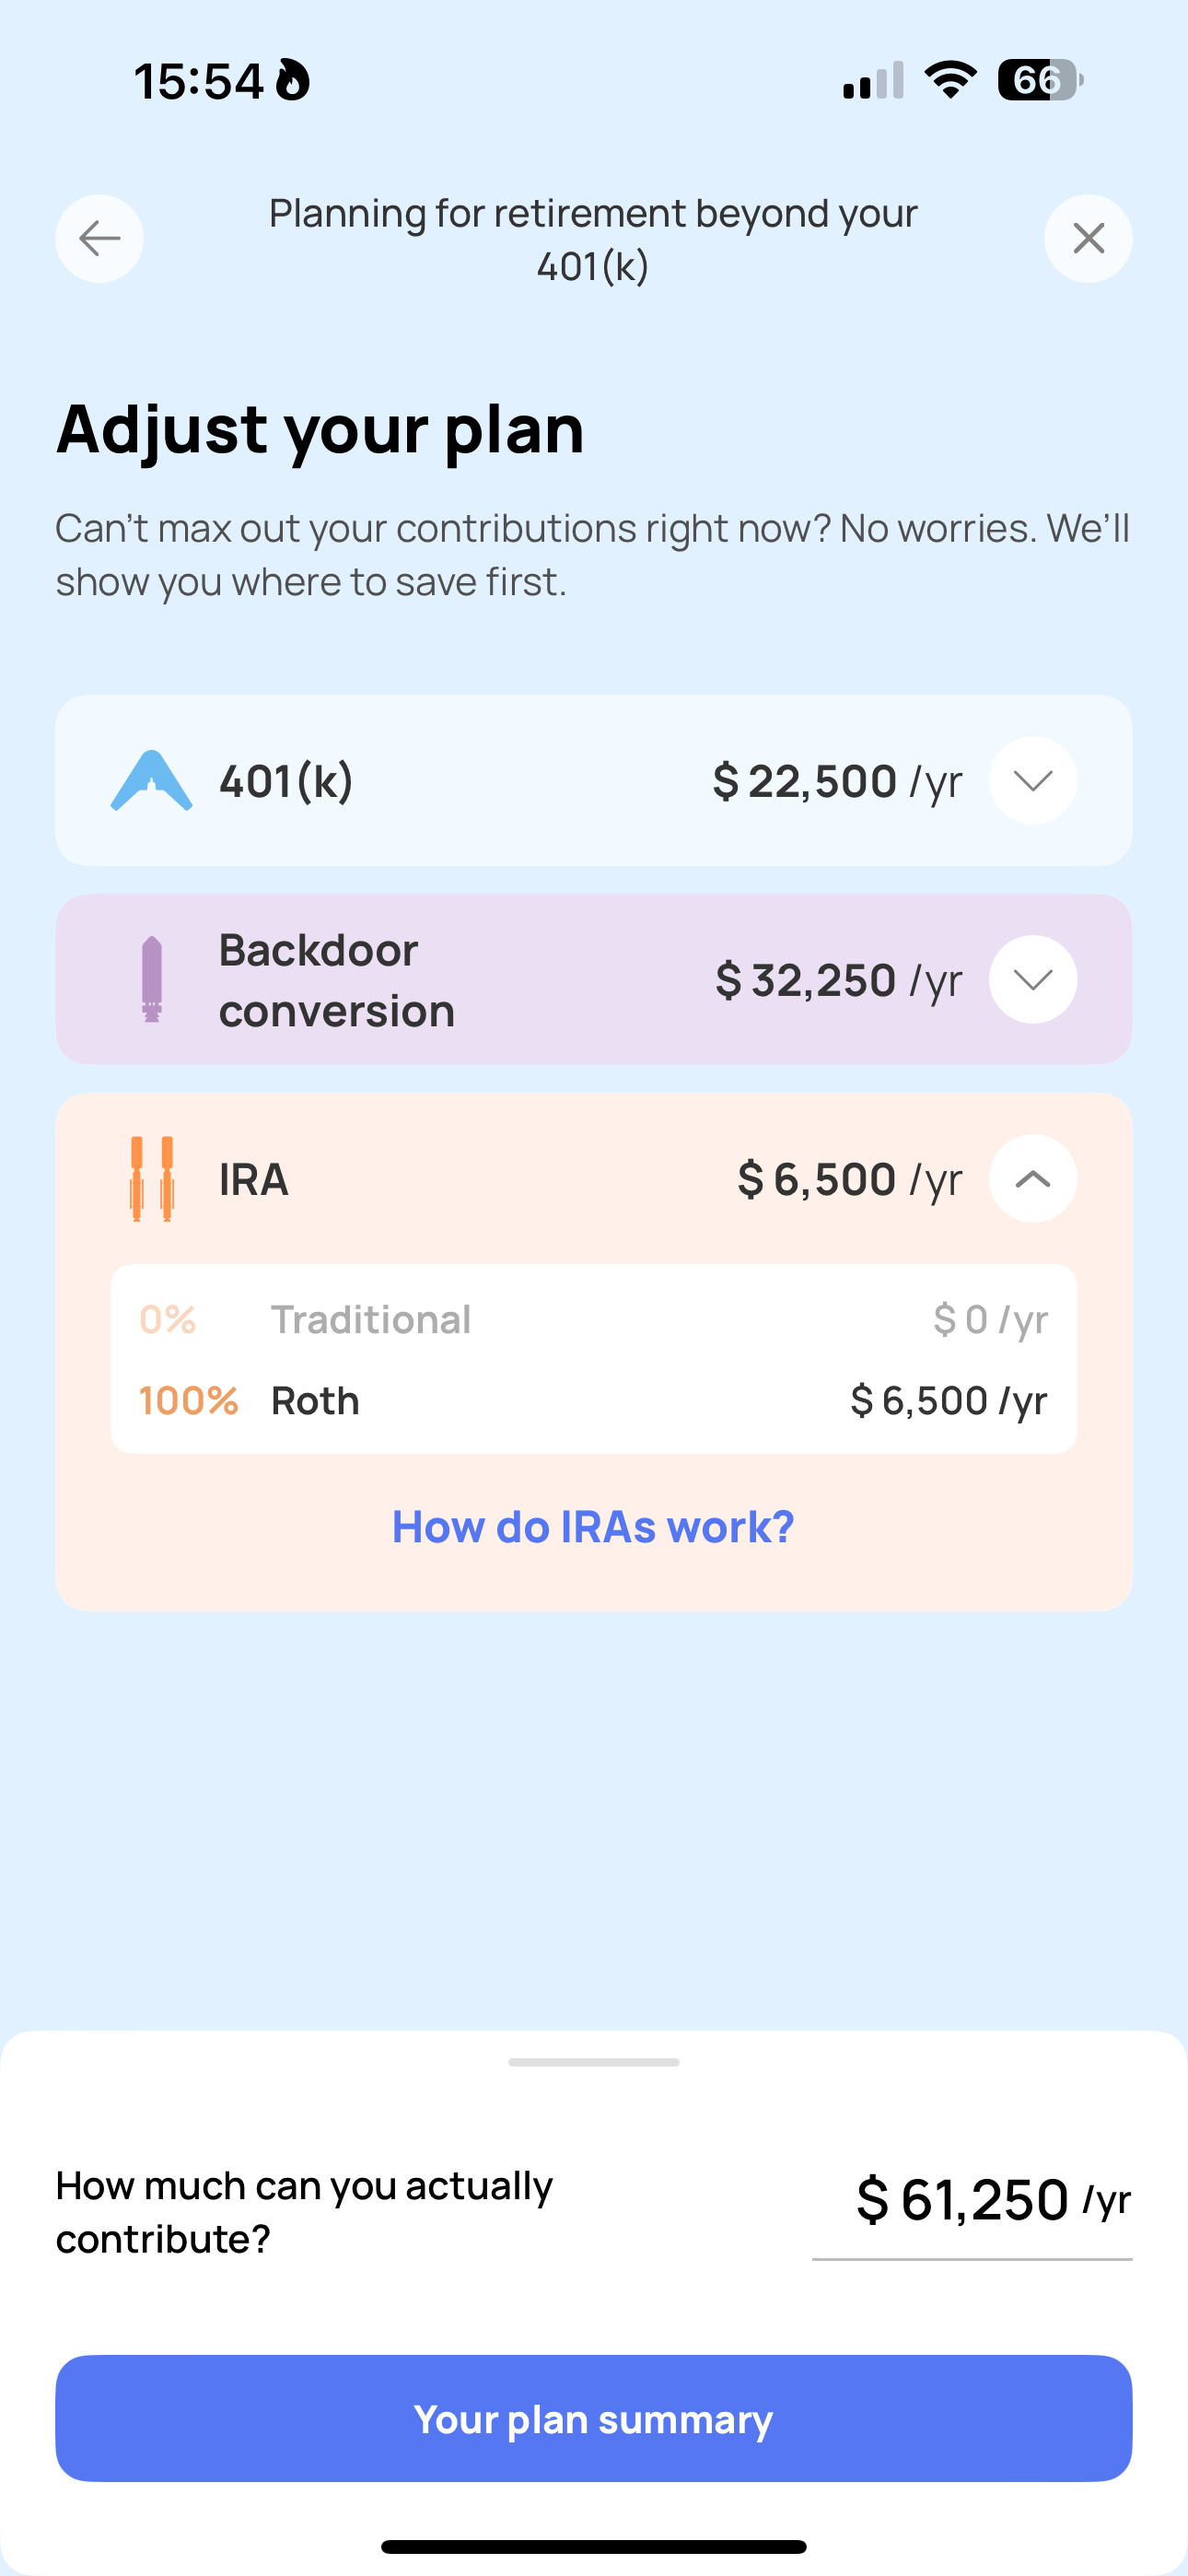 15:54
66
Planning for retirement beyond your
401(k)
Adjust your plan
Can’t max out your contributions right now? No worries. We’ll
show you where to save first.
401(k) $ 22,500 /yr
Backdoor
conversion $ 32,250 /yr
IRA $ 6,500 /yr
0% Traditional $ 0 /yr
100% Roth $ 6,500 /yr
How do IRAs work?
How much can you actually
contribute?
$ 61,250 /yr
Your plan summary